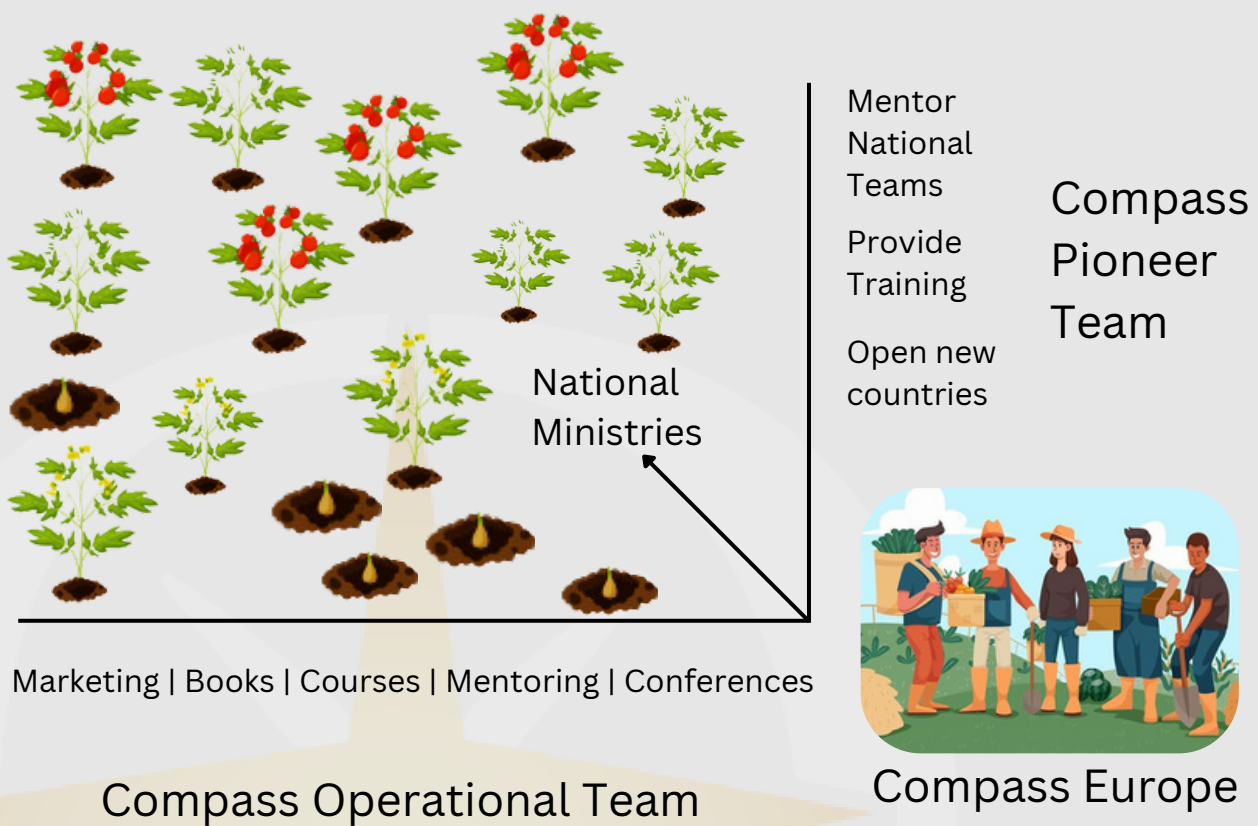 Mentor
National
Teams
Provide
Training
Open new
countries
Compass
Pioneer
Team
National
Ministries
Marketing | Books | Courses | Mentoring | Conferences
Compass Operational Team
Compass Europe